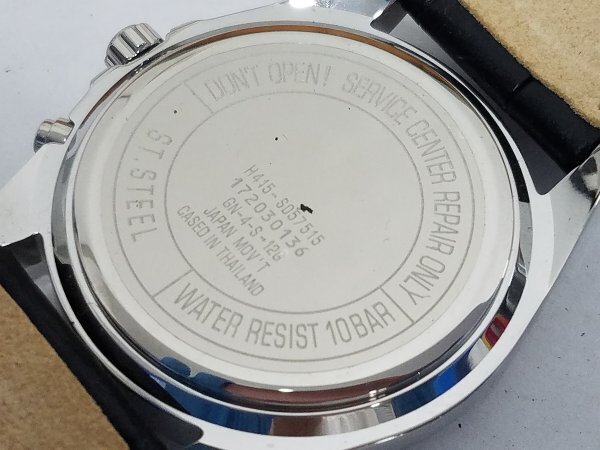 DON'T OPEN! SERVICE CENTER REPAIR ONLY
ST. STEEL
H415-S057515
172030136
GN-4-S-12G
JAPAN MOV'T
CASED IN THAILAND
WATER RESIST 10BAR